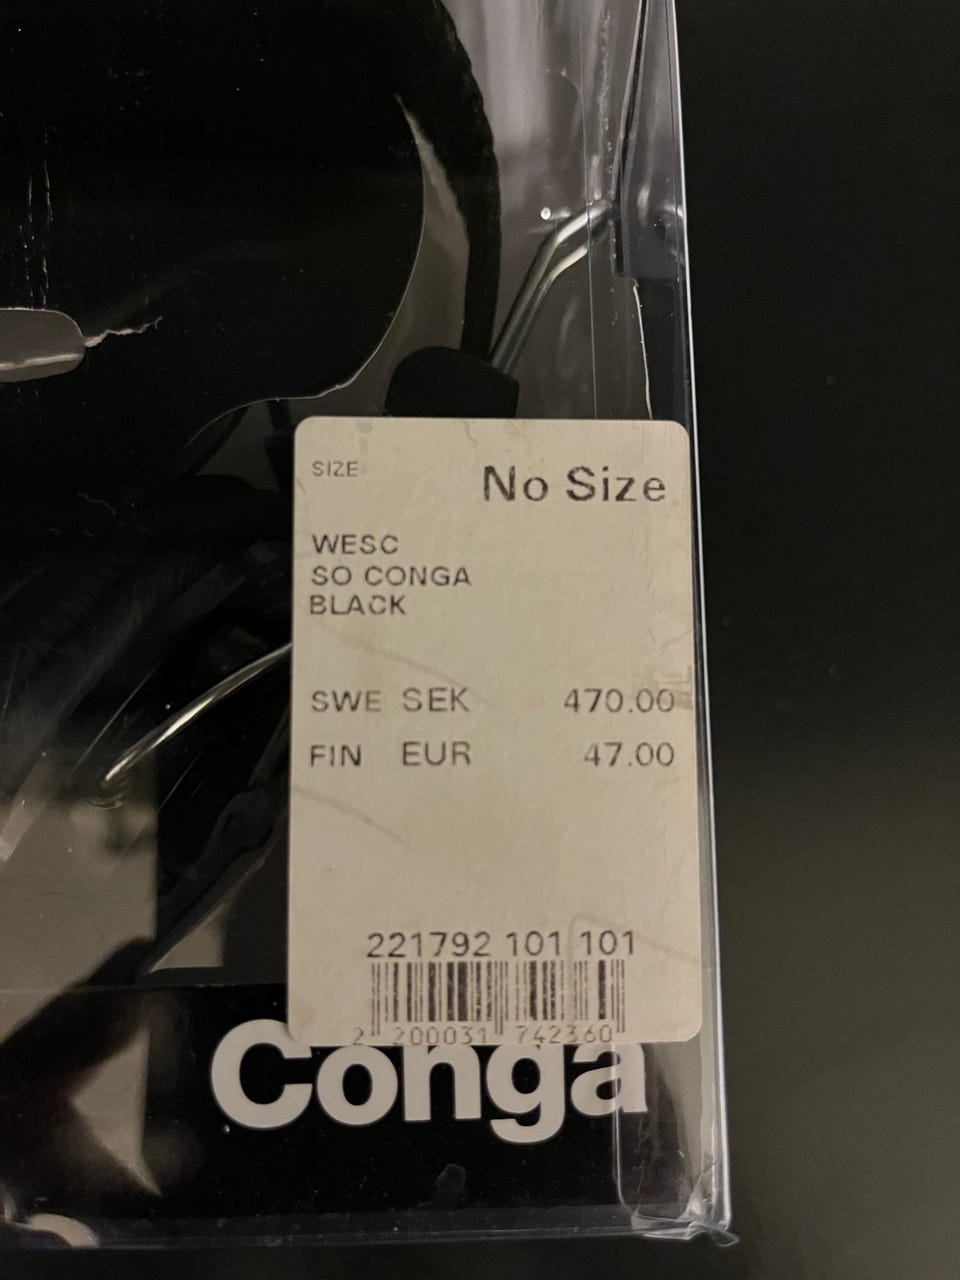 SIZE
No Size
WESC
SO CONGA
BLACK
SWE SEK 470.00
FIN EUR 47.00
221792 101 101
2 200031 742360
Conga